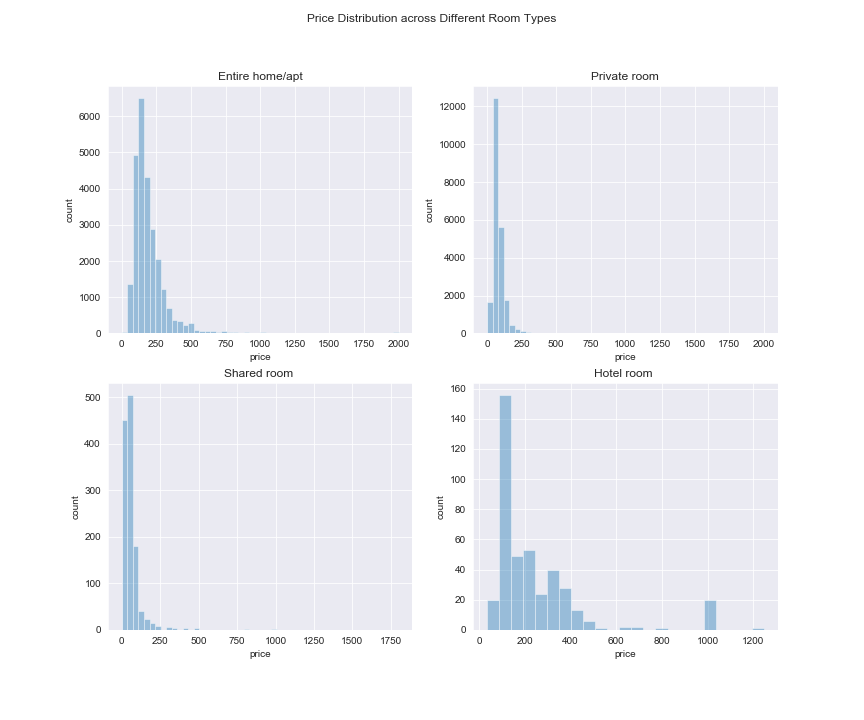 Price Distribution across Different Room Types
Entire home/apt
Private room
6000
5000
4000
3000
2000
1000
0
count
0 250 500 750 1000 1250 1500 1750 2000
price
12000
10000
8000
6000
4000
2000
0
count
0 250 500 750 1000 1250 1500 1750 2000
price
Shared room
Hotel room
500
400
300
200
100
0
count
0 250 500 750 1000 1250 1500 1750
price
160
140
120
100
80
60
40
20
0
count
0 200 400 600 800 1000 1200
price